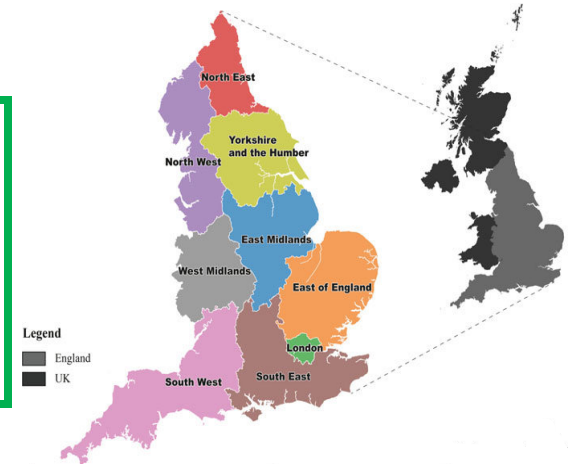 North East
Yorkshire
and the Humber
North West
East Midlands
West Midlands
East of England
London
South East
South West
Legend
England
UK